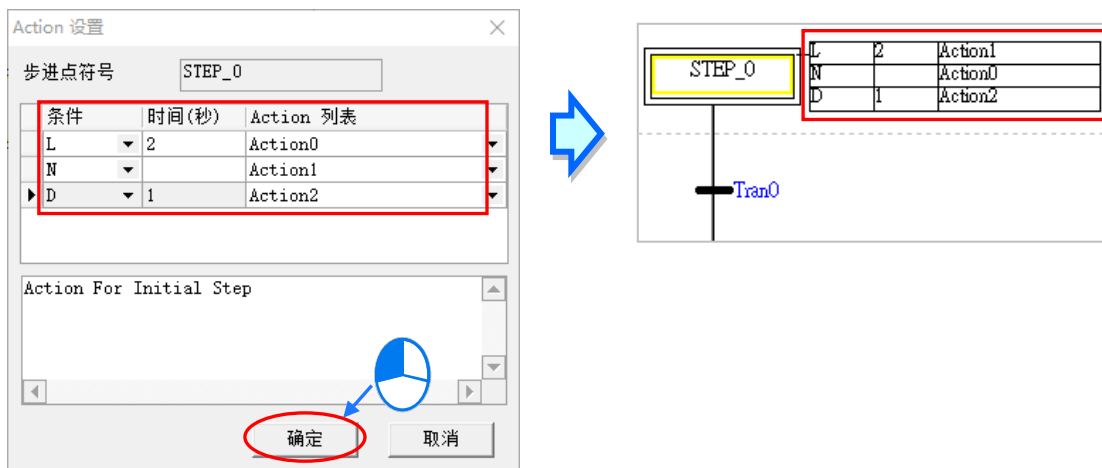 Action 设置
步进点符号 STEP_0
条件 时间(秒) Action 列表
L 2 Action0
N Action1
D 1 Action2
Action For Initial Step
确定 取消
STEP_0
L 2 Action1
N Action0
D 1 Action2
Tran0